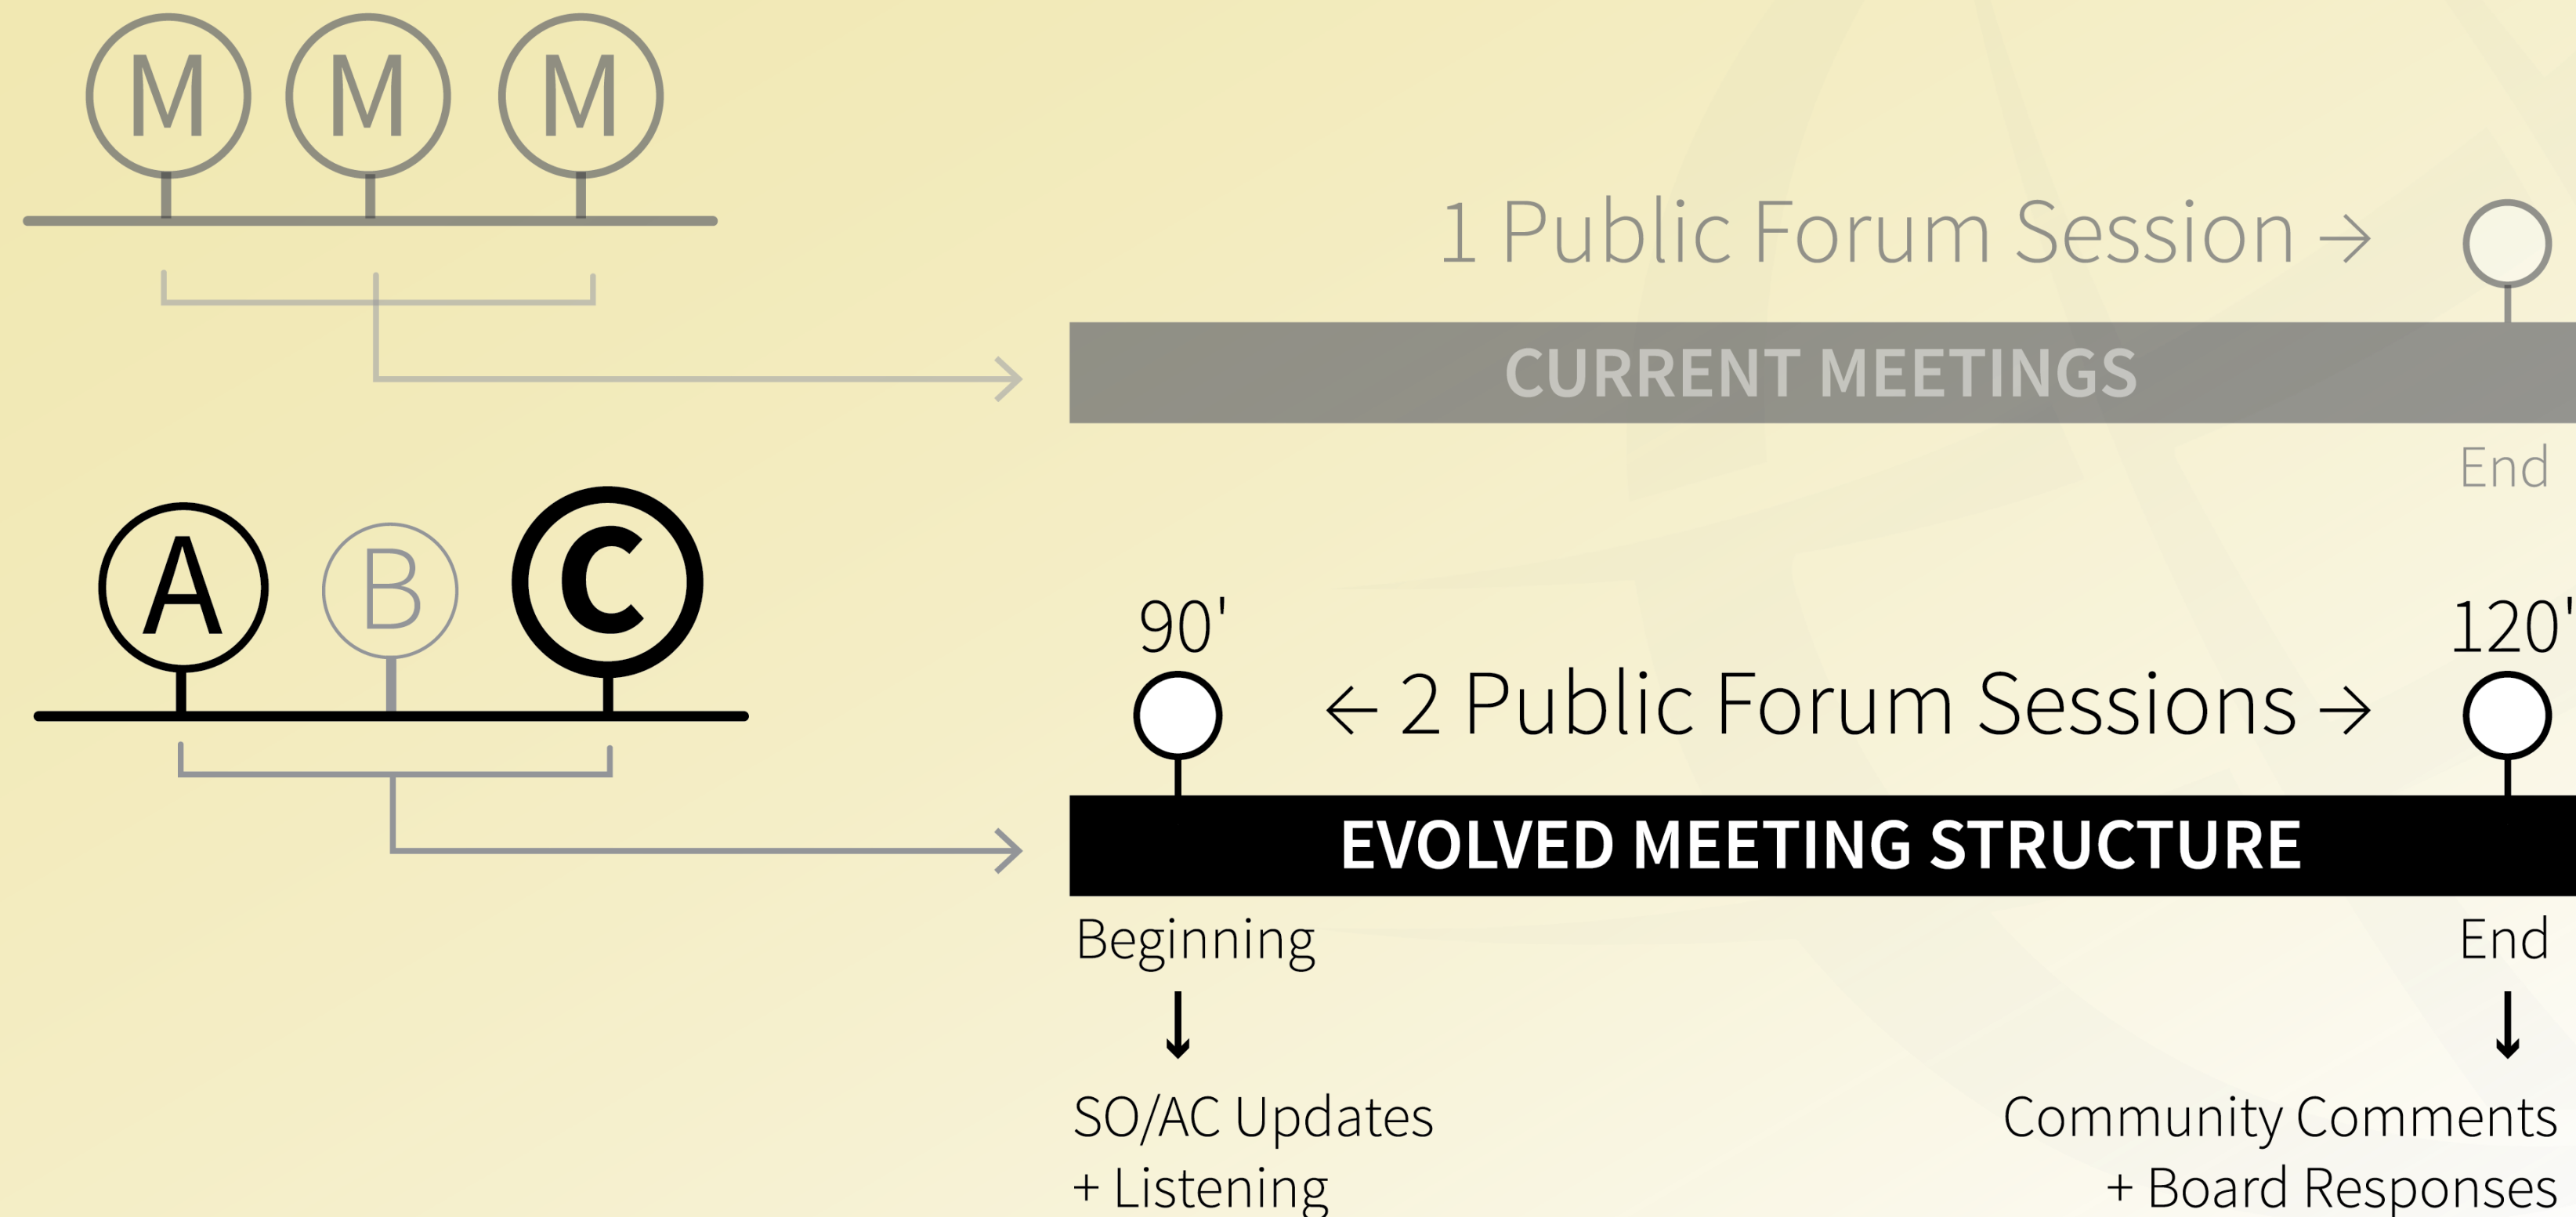 M M M
1 Public Forum Session →
CURRENT MEETINGS
End
A B C
90'
120'
← 2 Public Forum Sessions →
EVOLVED MEETING STRUCTURE
Beginning
End
SO/AC Updates
+ Listening
Community Comments
+ Board Responses